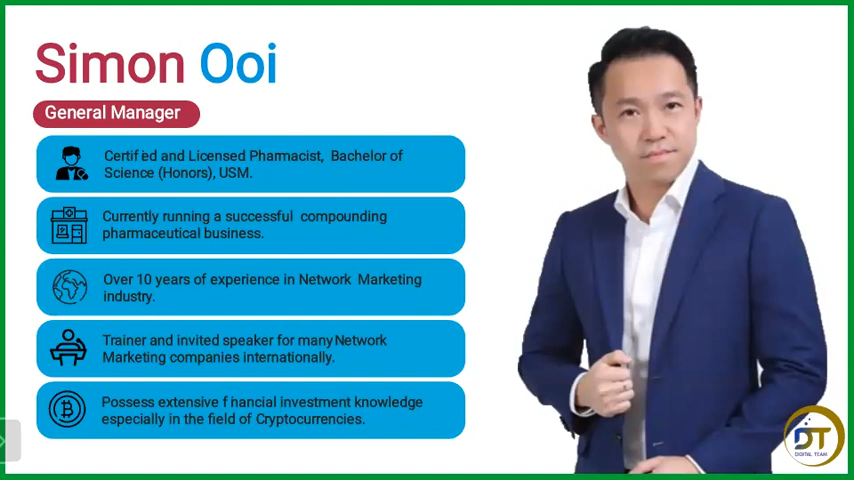 Simon Ooi
General Manager
Certified and Licensed Pharmacist, Bachelor of
Science (Honors), USM.
Currently running a successful compounding
pharmaceutical business.
Over 10 years of experience in Network Marketing
industry.
Trainer and invited speaker for many Network
Marketing companies internationally.
Possess extensive f hancial investment knowledge
especially in the field of Cryptocurrencies.
DT
DIGITAL TEAM